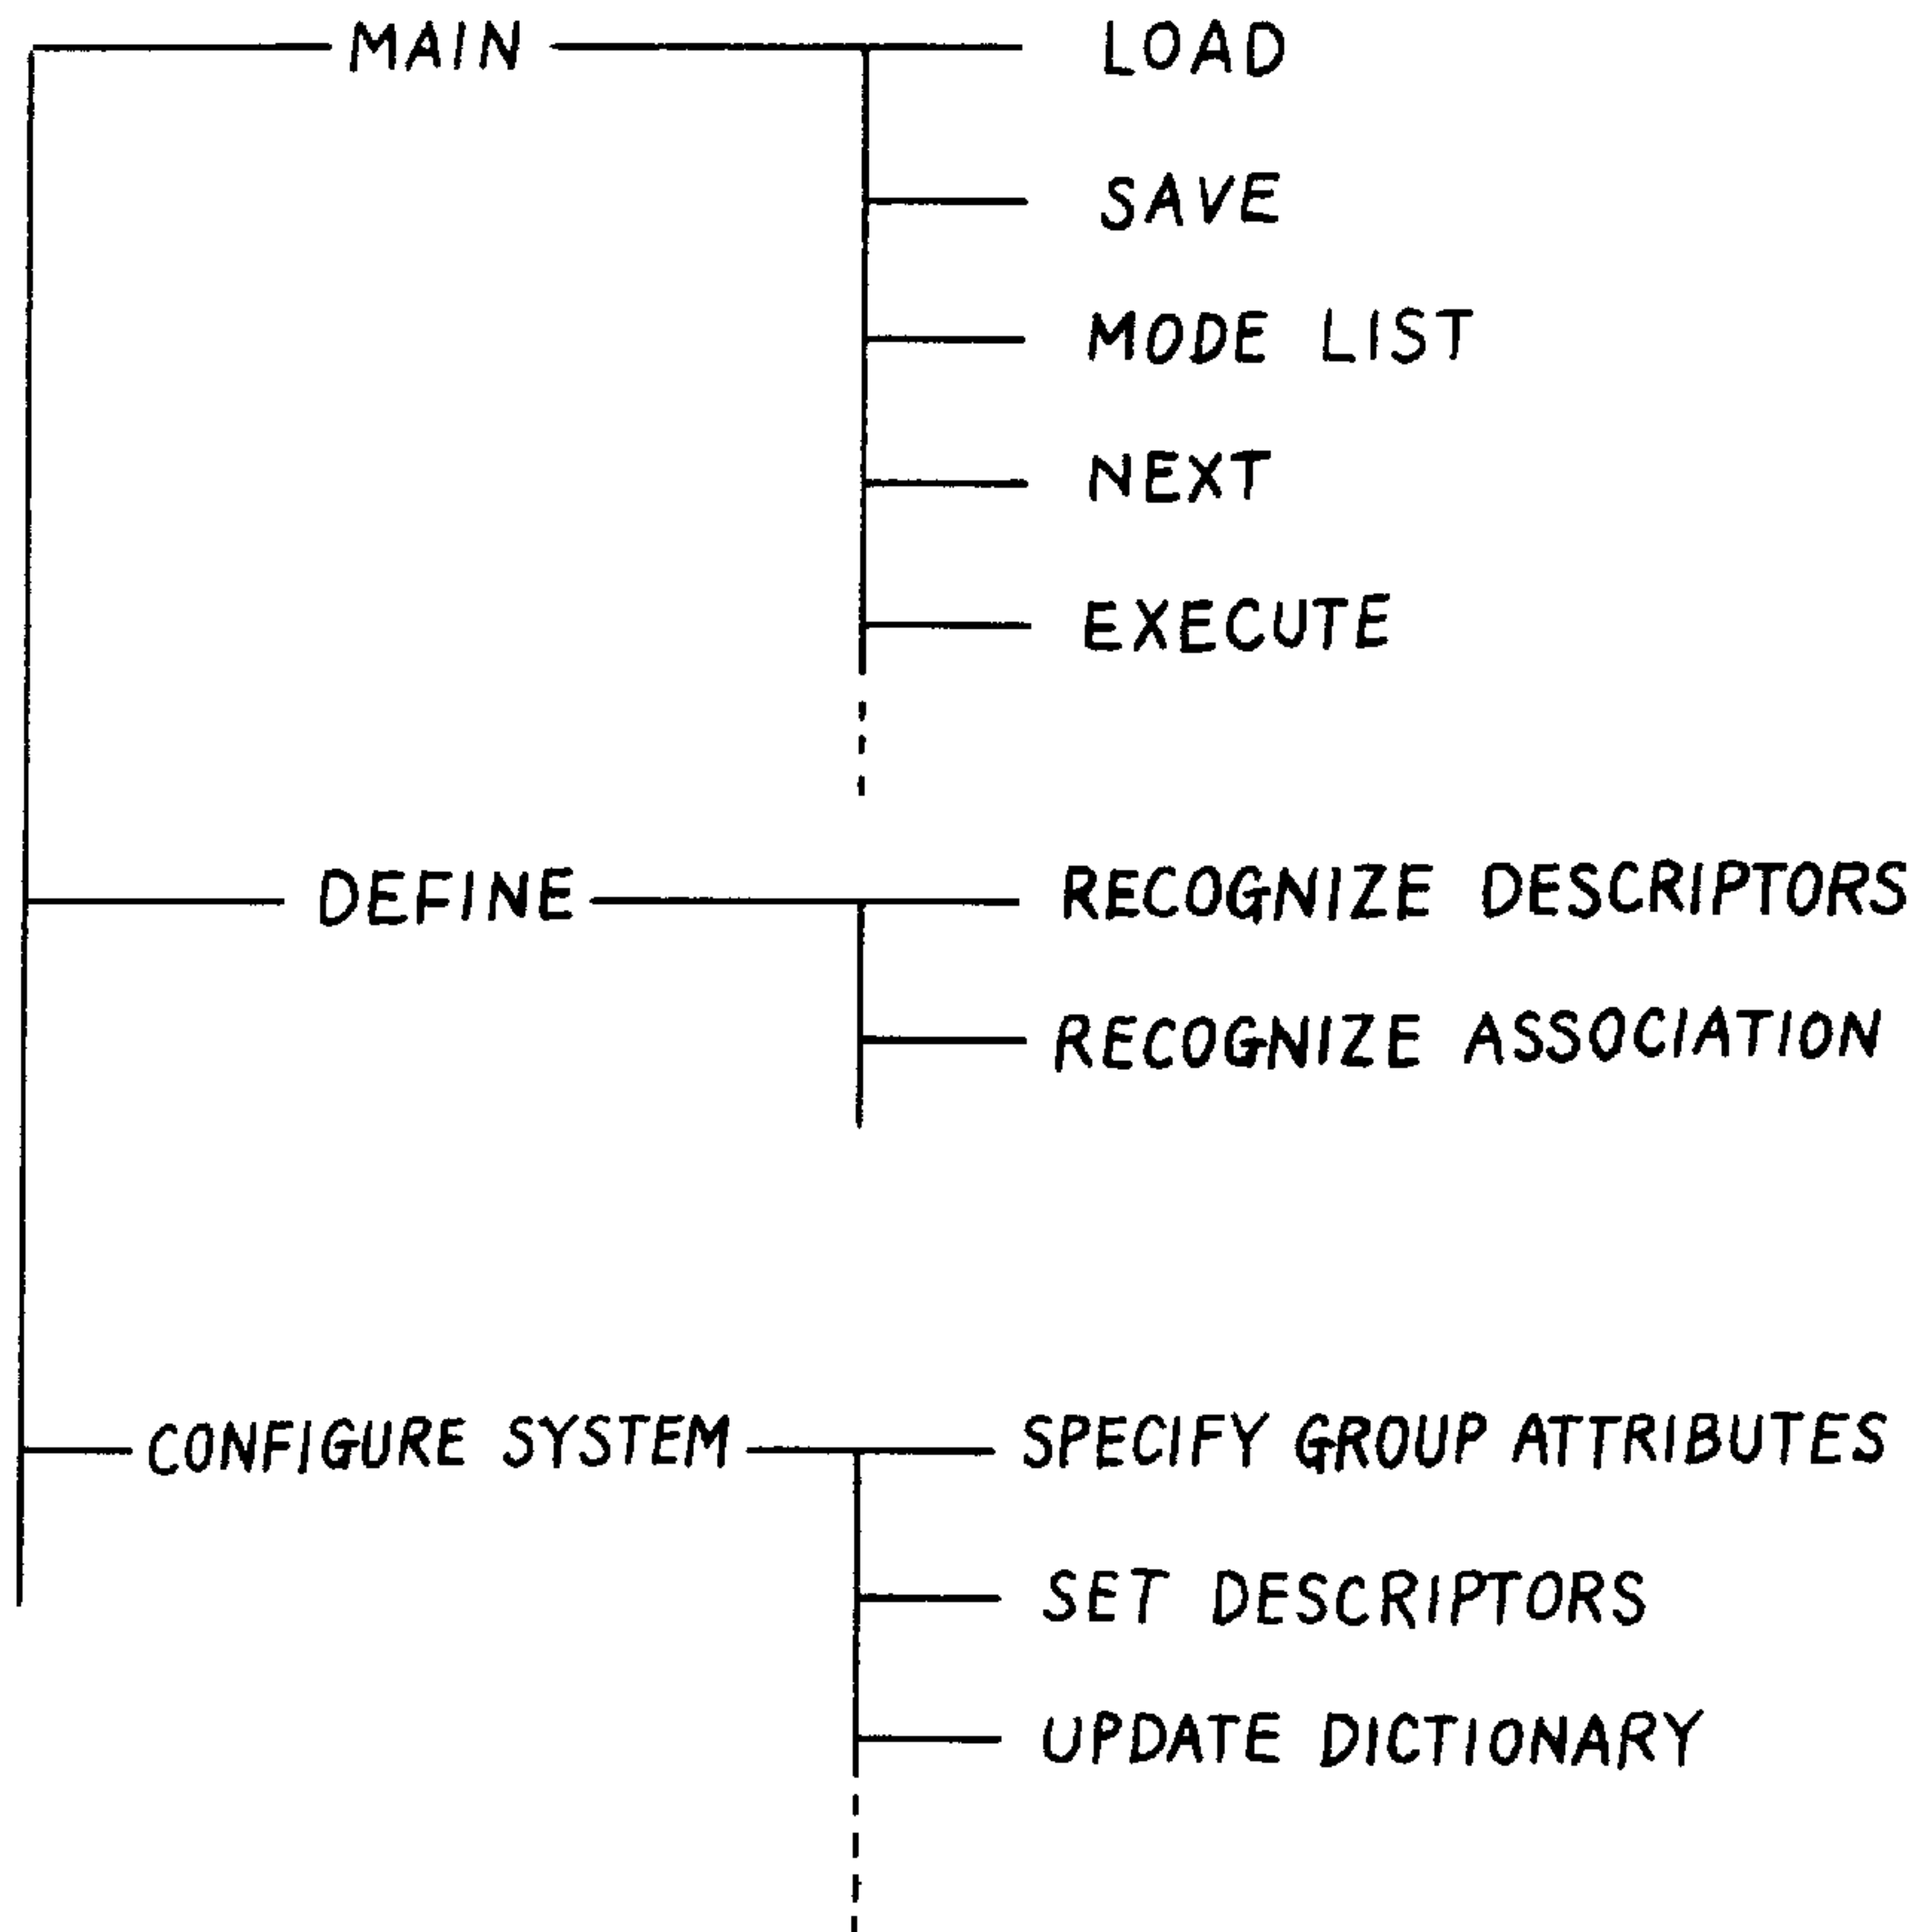 MAIN LOAD
SAVE
MODE LIST
NEXT
EXECUTE
DEFINE RECOGNIZE DESCRIPTORS
RECOGNIZE ASSOCIATION
CONFIGURE SYSTEM SPECIFY GROUP ATTRIBUTES
SET DESCRIPTORS
UPDATE DICTIONARY